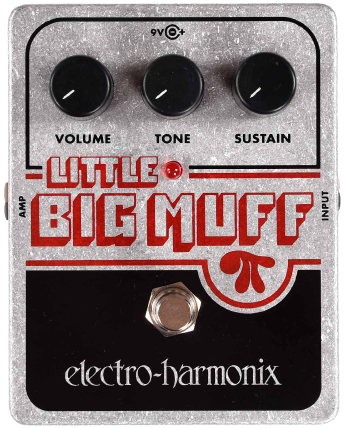 9V +
VOLUME TONE SUSTAIN
LITTLE
AMP BIG MUFF INPUT
π
electro-harmonix